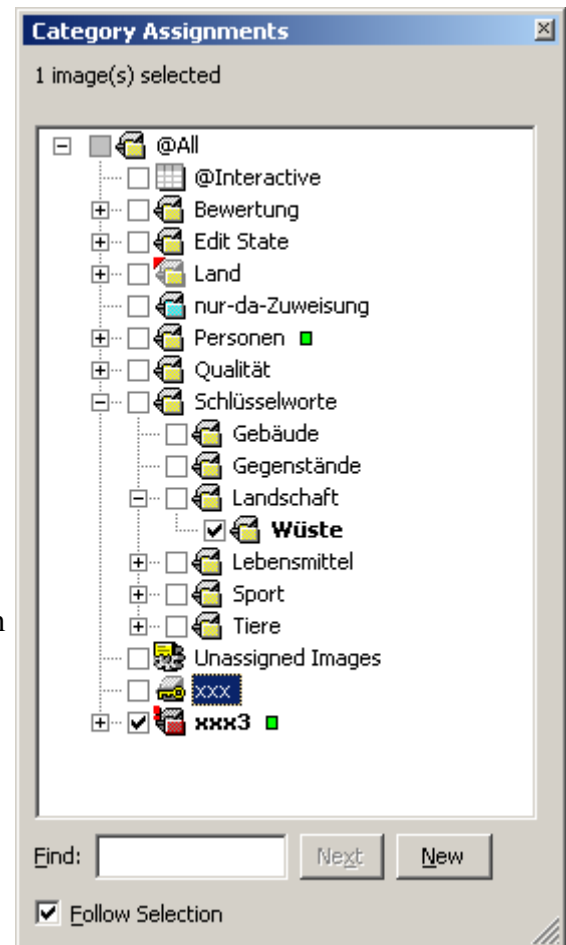 Category Assignments
1 image(s) selected
@All
@Interactive
Bewertung
Edit State
Land
nur-da-Zuweisung
Personen
Qualität
Schlüsselworte
Gebäude
Gegenstände
Landschaft
Wüste
Lebensmittel
n
Sport
Tiere
Unassigned Images
xxx
xxx3
Find: Next New
Follow Selection